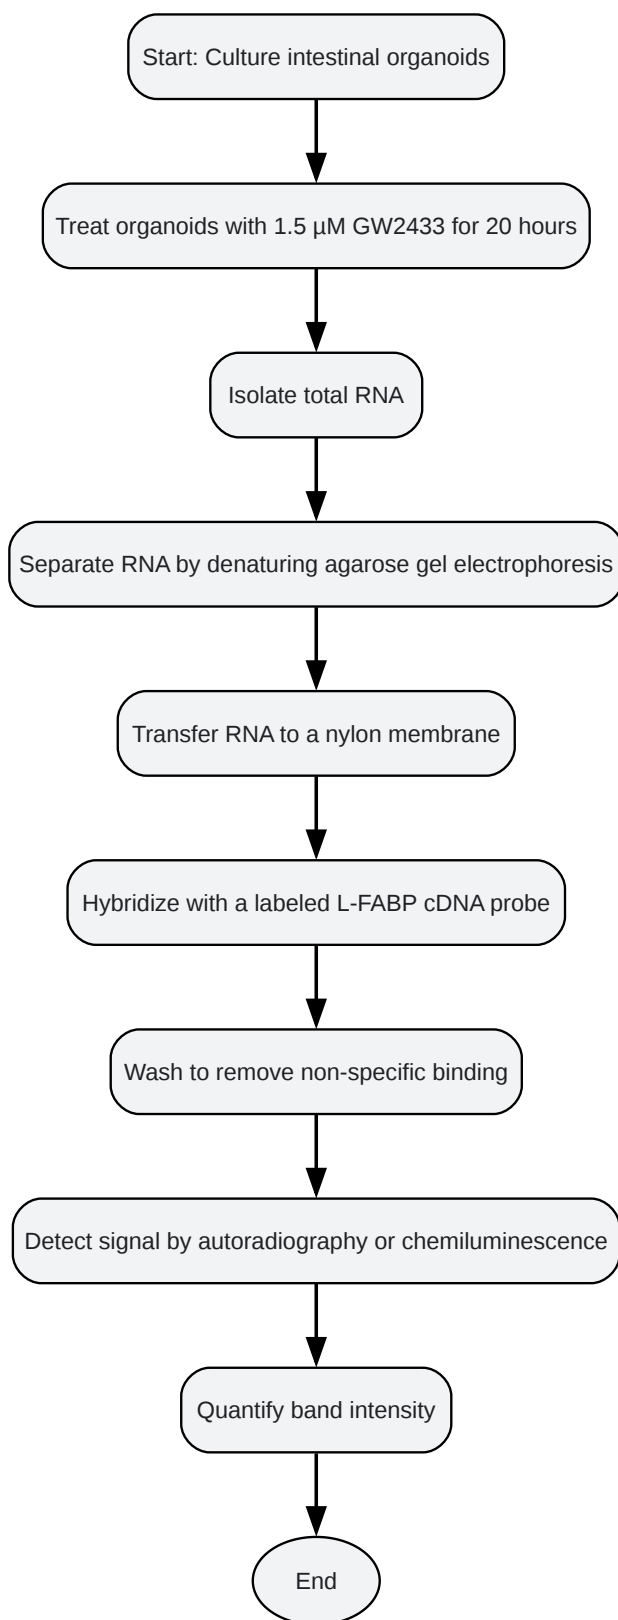 Start: Culture intestinal organoids
Treat organoids with 1.5 µM GW2433 for 20 hours
Isolate total RNA
Separate RNA by denaturing agarose gel electrophoresis
Transfer RNA to a nylon membrane
Hybridize with a labeled L-FABP cDNA probe
Wash to remove non-specific binding
Detect signal by autoradiography or chemiluminescence
Quantify band intensity
End